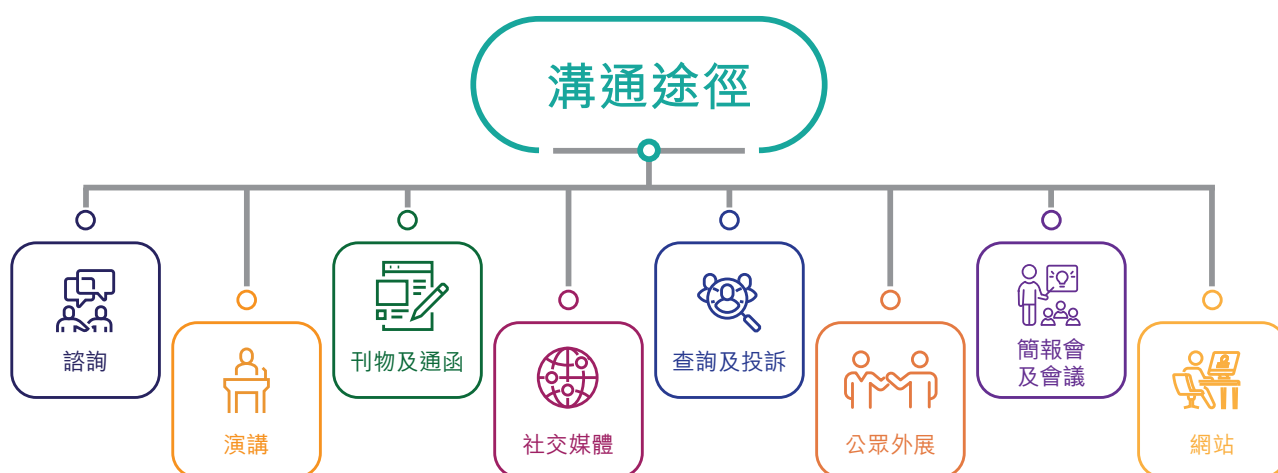 溝通途徑
諮詢
演講
刊物及通函
社交媒體
查詢及投訴
公眾外展
簡報會
及會議
網站